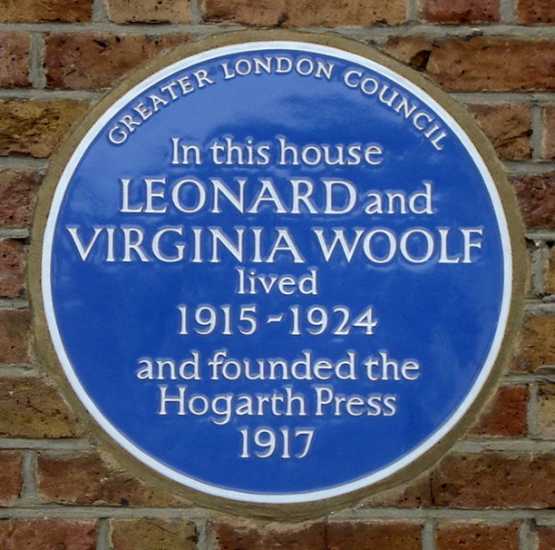 GREATER LONDON COUNCIL
In this house
LEONARD and
VIRGINIA WOOLF
lived
1915-1924
and founded the
Hogarth Press
1917